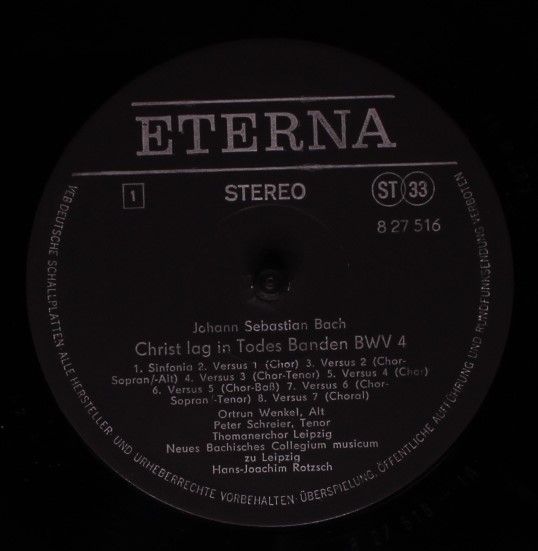 ETERNA
1 STEREO ST 33
8 27 516
Johann Sebastian Bach
Christ lag in Todes Banden BWV 4
1. Sinfonia 2. Versus 1 (Chor) 3. Versus 2 (Chor-
Sopran/-Alt) 4. Versus 3 (Chor-Tenor) 5. Versus 4 (Chor)
6. Versus 5 (Chor-Baß) 7. Versus 6 (Chor-
Sopran/-Tenor) 8. Versus 7 (Choral)
Ortrun Wenkel, Alt
Peter Schreier, Tenor
Thomanerchor Leipzig
Neues Bachisches Collegium musicum
zu Leipzig
Hans-Joachim Rotzsch
VEB DEUTSCHE SCHALLPLATTEN ALLE HERSTELLER- UND URHEBERRECHTE VORBEHALTEN · ÜBERSPIELUNG, ÖFFENTLICHE AUFFÜHRUNG UND RUNDFUNKSENDUNG VERBOTEN